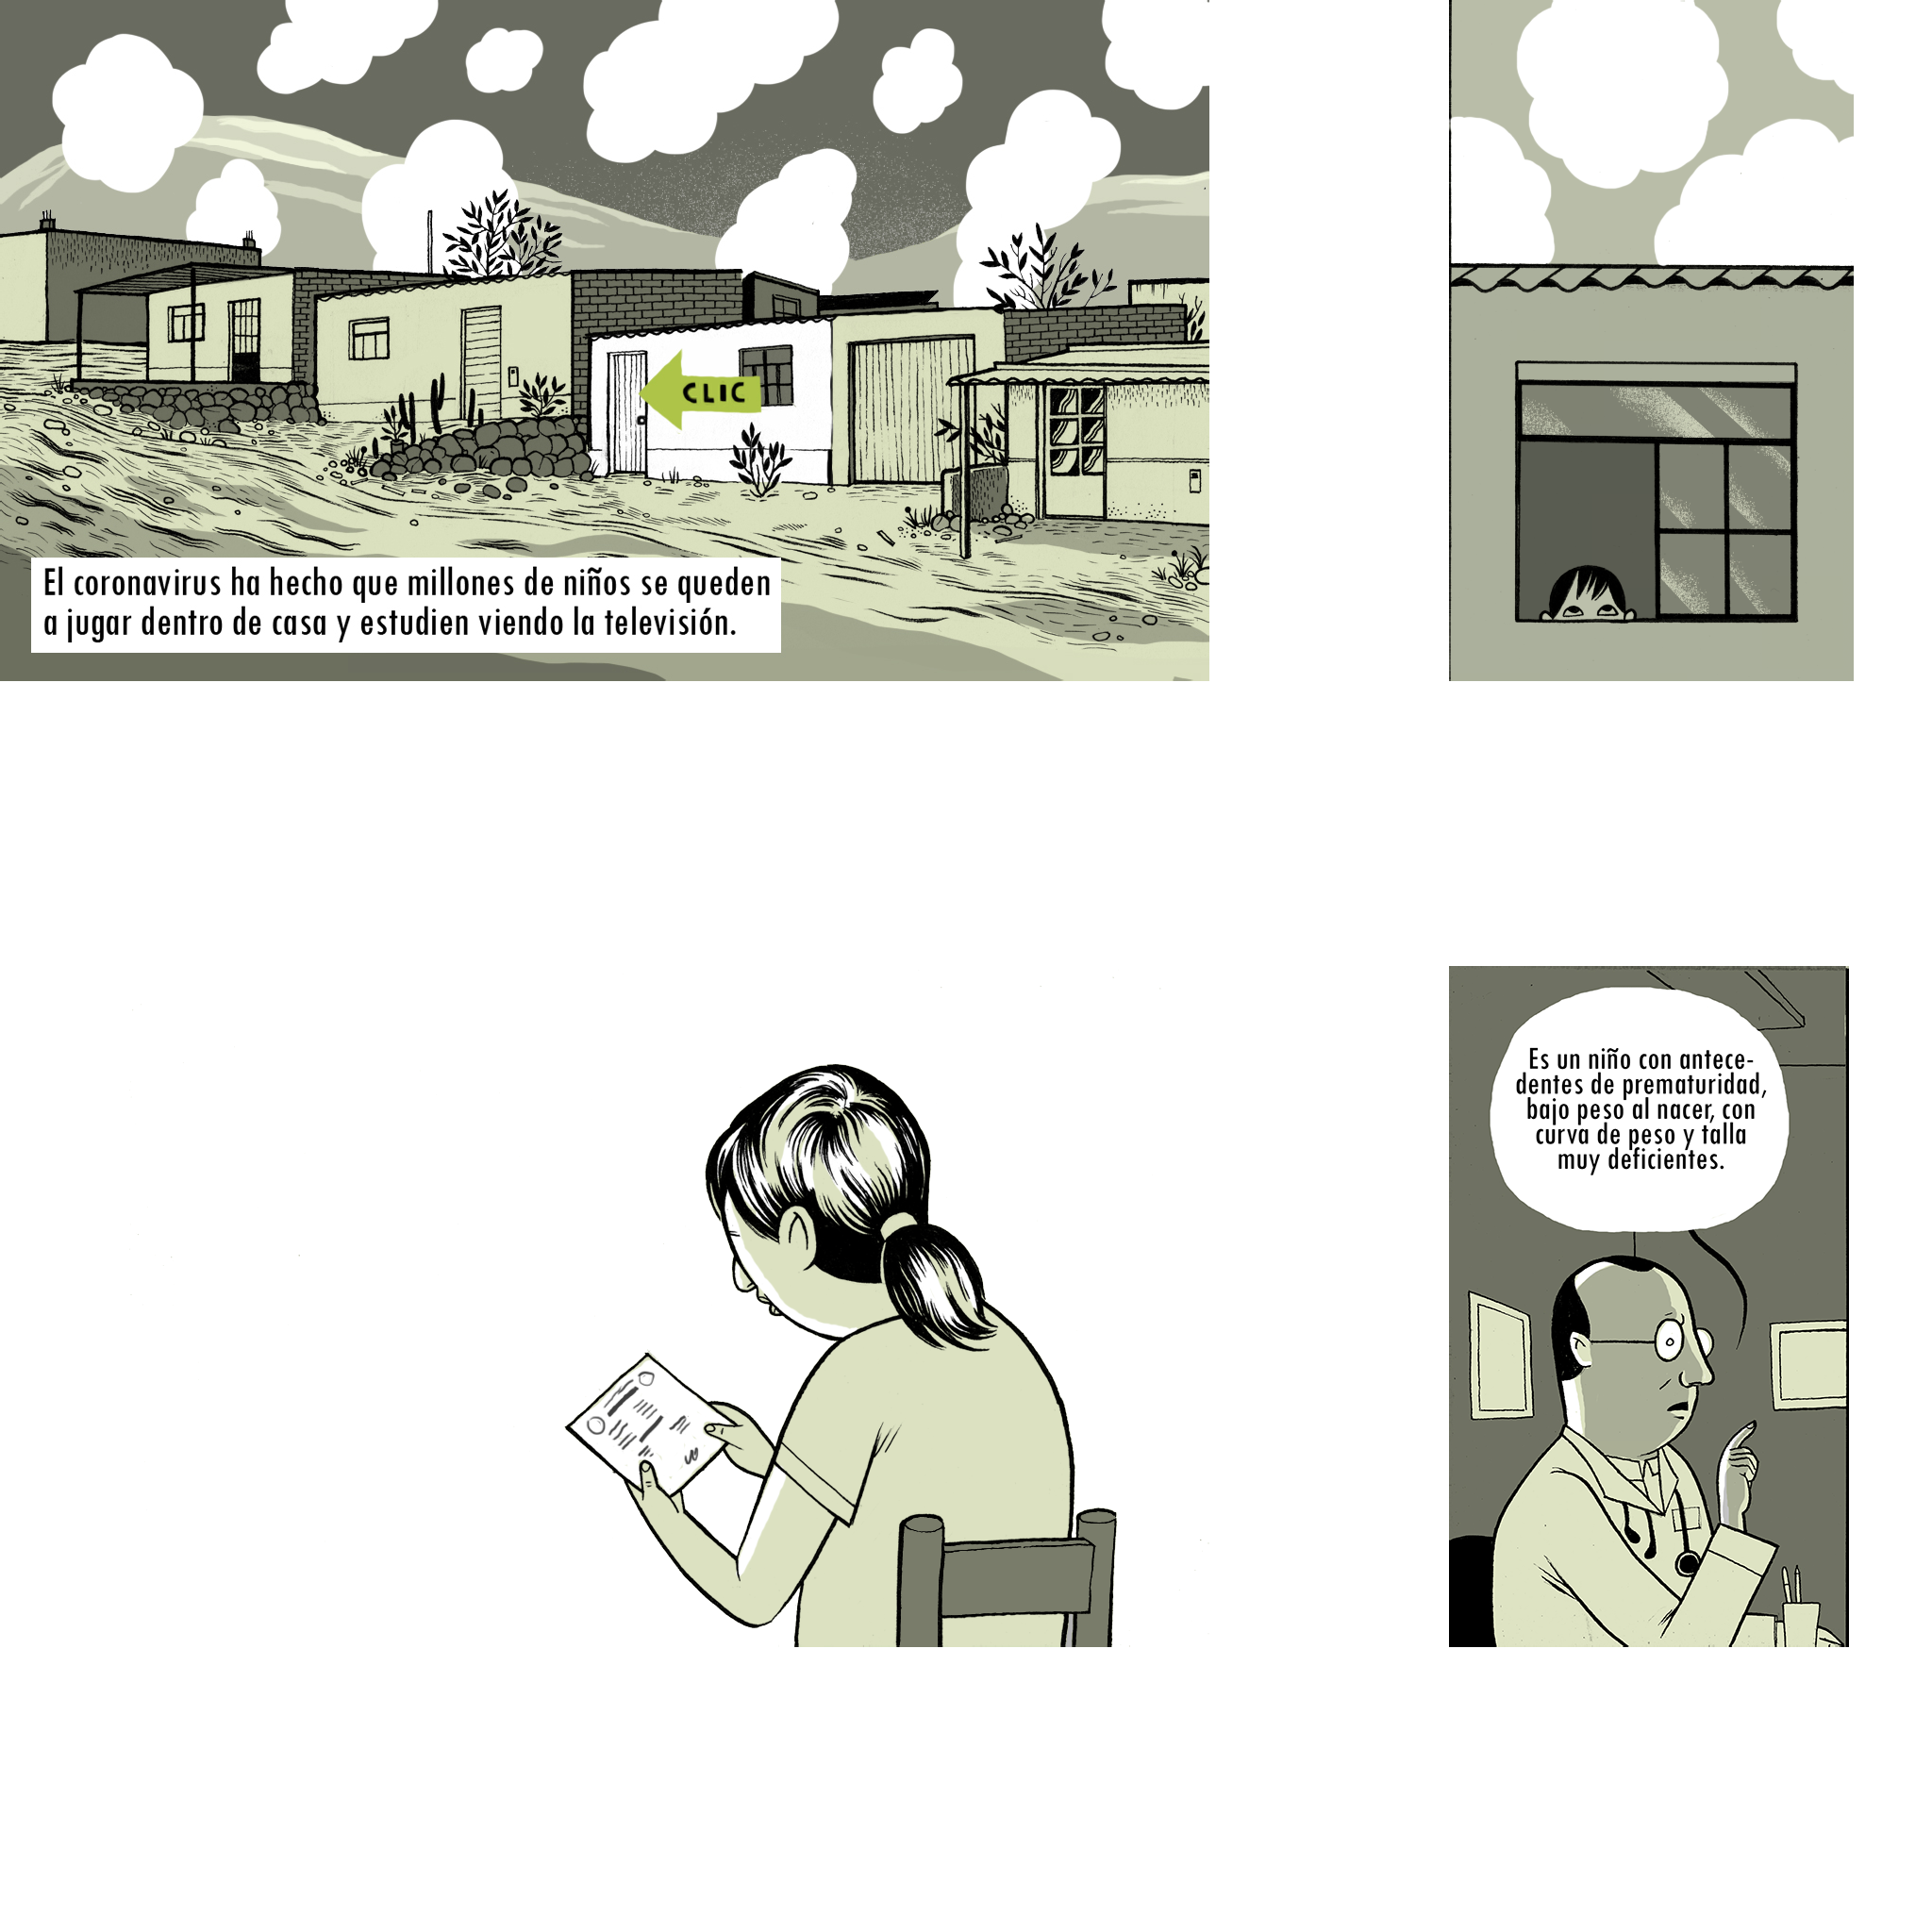 CLIC
El coronavirus ha hecho que millones de niños se queden
a jugar dentro de casa y estudien viendo la televisión.
Es un niño con antece-
dentes de prematuridad,
bajo peso al nacer, con
curva de peso y talla
muy deficientes.